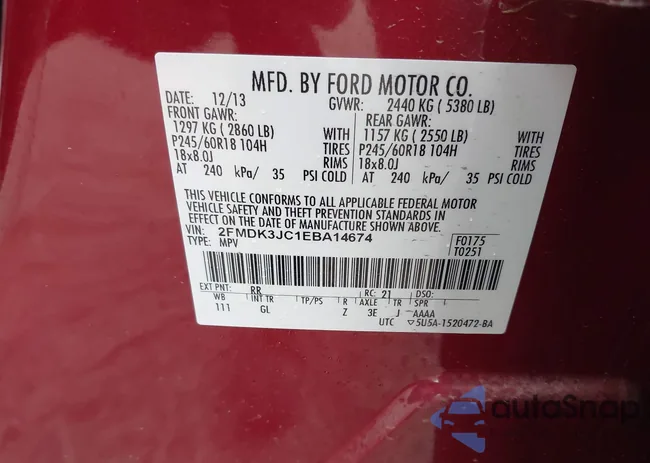 MFD. BY FORD MOTOR CO.
DATE: 12/13 GVWR: 2440 KG ( 5380 LB)
FRONT GAWR: REAR GAWR:
1297 KG ( 2860 LB) 1157 KG ( 2550 LB) WITH
P245/60R18 104H P245/60R18 104H TIRES
18x8.0J 18x8.0J RIMS
AT 240 kPa/ 35 PSI COLD AT 240 kPa/ 35 PSI COLD
THIS VEHICLE CONFORMS TO ALL APPLICABLE FEDERAL MOTOR
VEHICLE SAFETY AND THEFT PREVENTION STANDARDS IN
EFFECT ON THE DATE OF MANUFACTURE SHOWN ABOVE.
VIN: 2FMDK3JC1EBA14674 F0175
TYPE: MPV T0251
EXT PNT: RR RC: 21 DSO:
WB INT TR TP/PS R AXLE TR SPR
111 GL Z 3E J AAAA
UTC 5U5A-1520472-BA
autoSnap